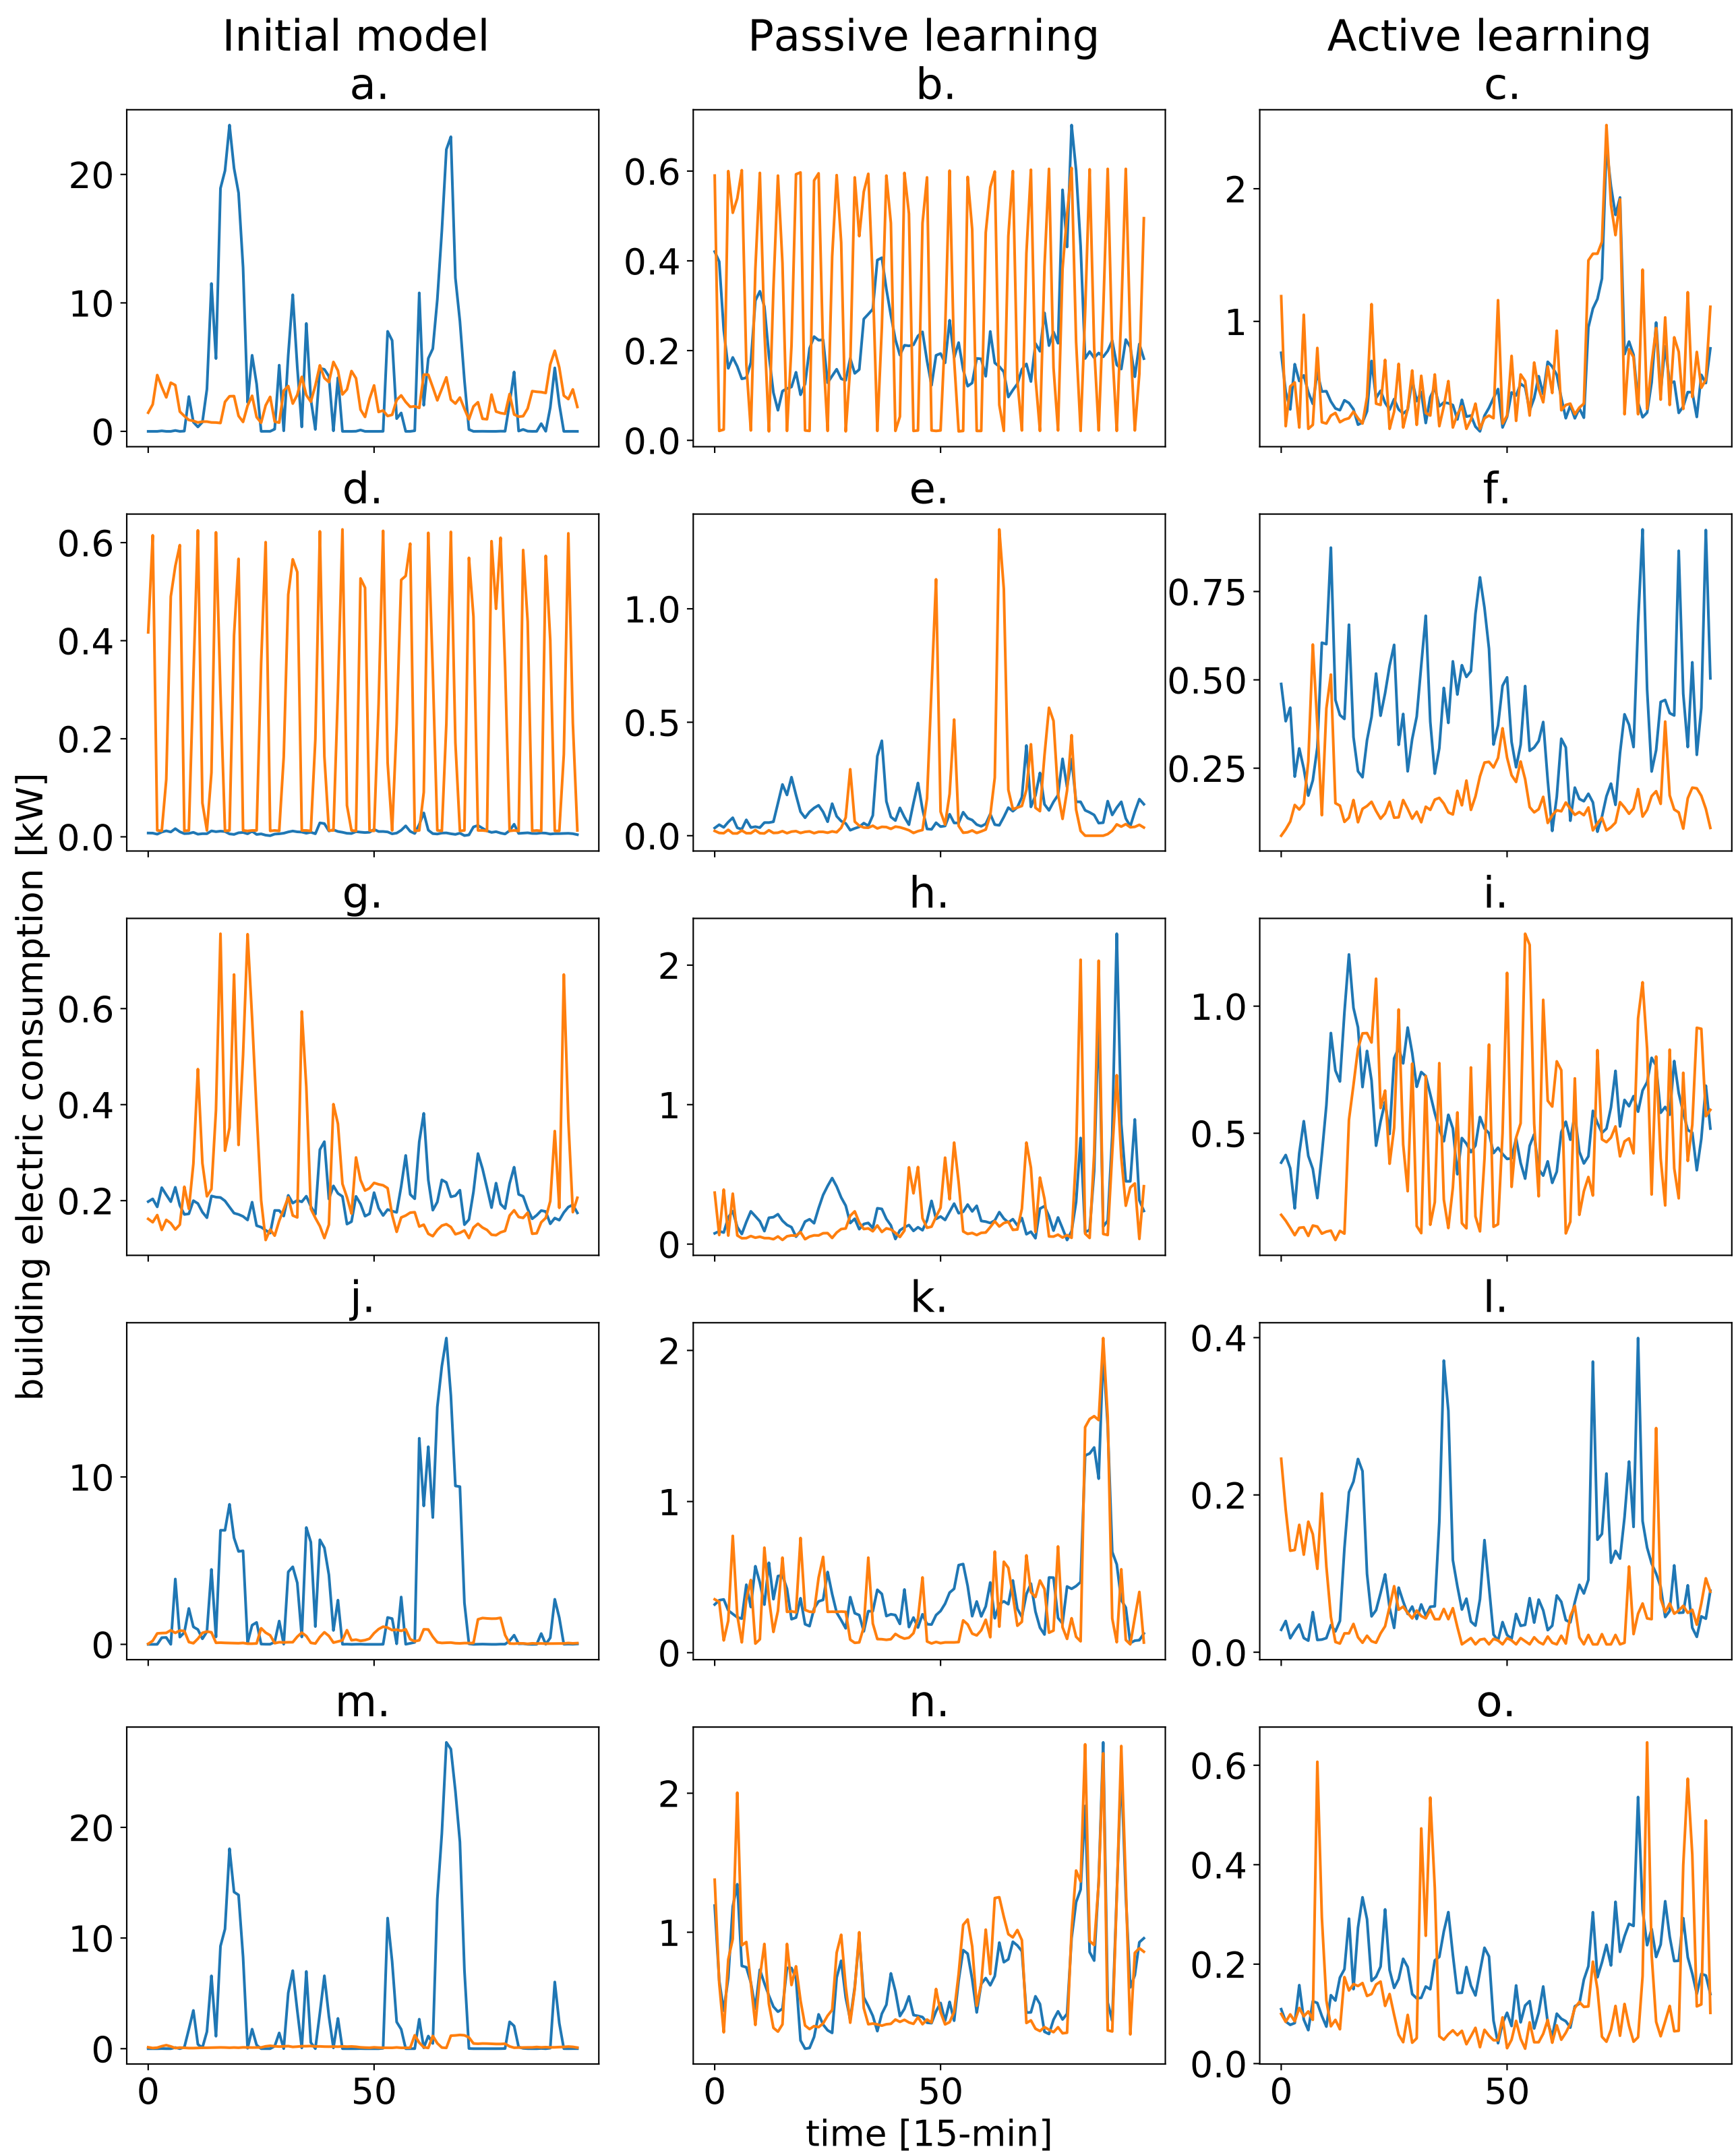 Initial model
Passive learning
Active learning
a.
b.
c.
20
10
0
0.6
0.4
0.2
0.0
2
1
d.
e.
f.
0.6
0.4
0.2
0.0
1.0
0.5
0.0
0.75
0.50
0.25
building electric consumption [kW]
g.
h.
i.
0.6
0.4
0.2
2
1
0
1.0
0.5
j.
k.
l.
10
0
2
1
0
0.4
0.2
0.0
m.
n.
o.
20
10
0
2
1
0.6
0.4
0.2
0.0
0
50
0
50
0
50
time [15-min]